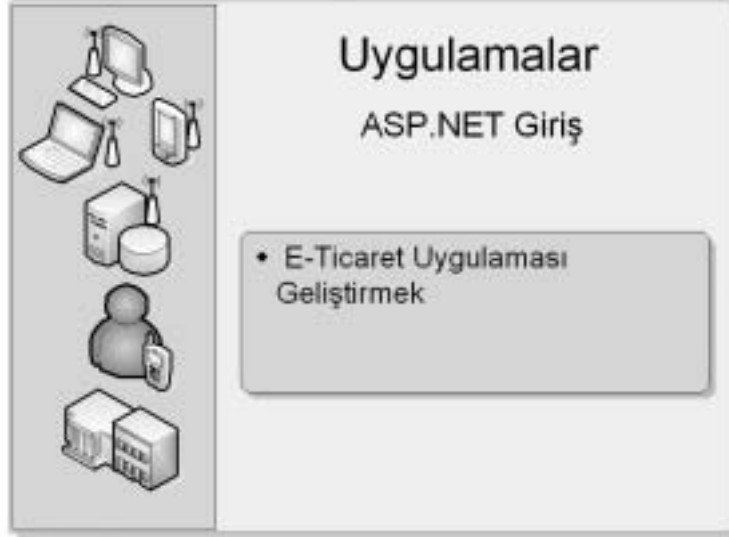 Uygulamalar
ASP.NET Giriş
• E-Ticaret Uygulaması
Geliştirmek